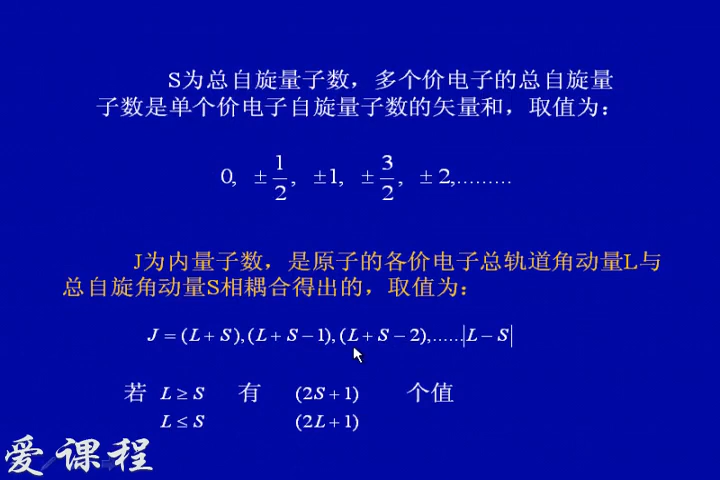 S为总自旋量子数，多个价电子的总自旋量
子数是单个价电子自旋量子数的矢量和，取值为：
0, ± 1/2, ±1, ± 3/2, ± 2,.........
J为内量子数，是原子的各价电子总轨道角动量L与
总自旋角动量S相耦合得出的，取值为：
J = (L + S), (L + S − 1), (L + S − 2),......|L − S|
若 L ≥ S 有 (2S + 1) 个值
L ≤ S (2L + 1)
爱课程